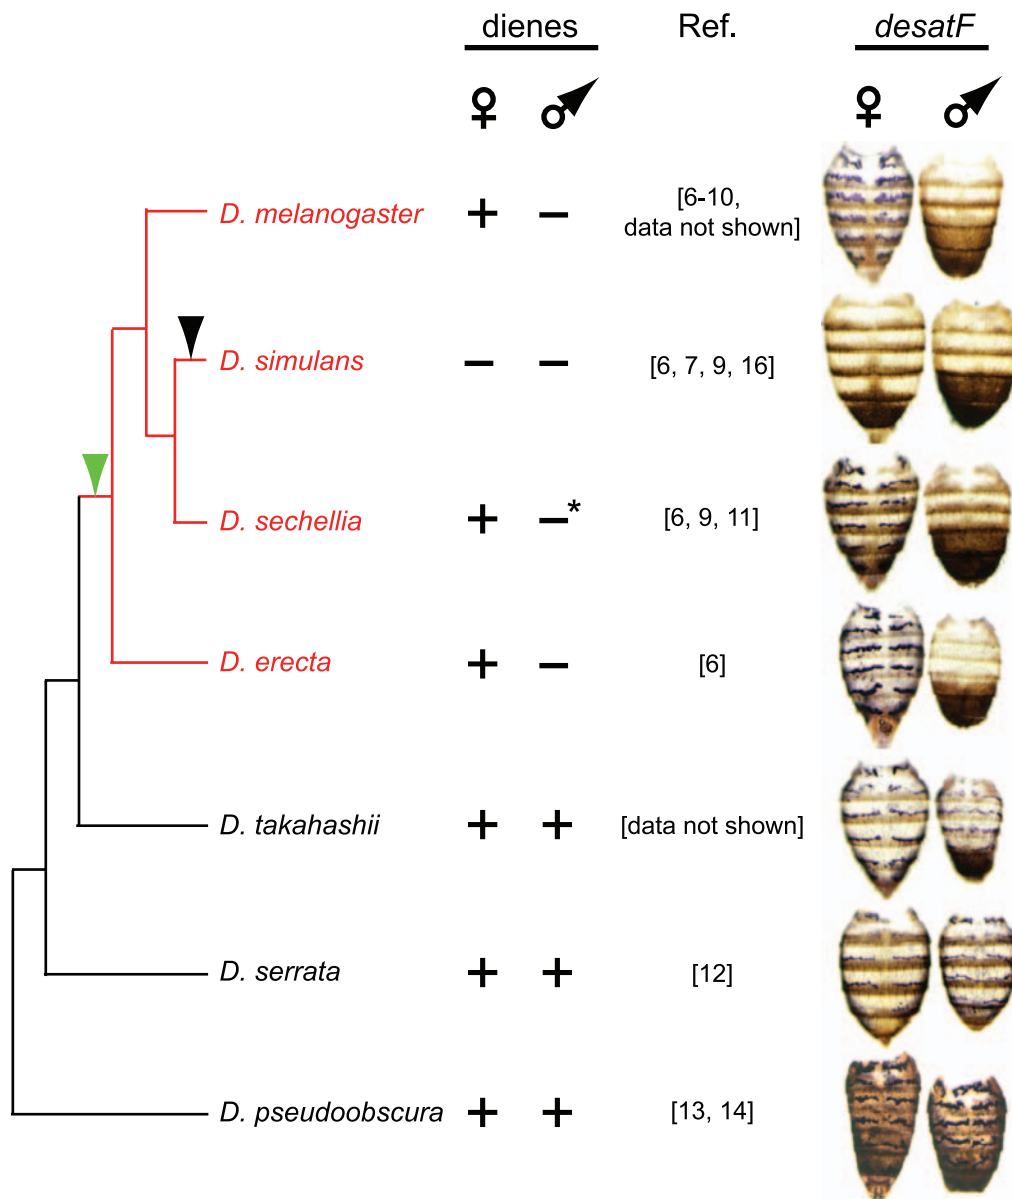 dienes Ref. desatF
♀ ♂ ♀ ♂
D. melanogaster + – [6-10,
data not shown]
D. simulans – – [6, 7, 9, 16]
D. sechellia + –* [6, 9, 11]
D. erecta + – [6]
D. takahashii + + [data not shown]
D. serrata + + [12]
D. pseudoobscura + + [13, 14]